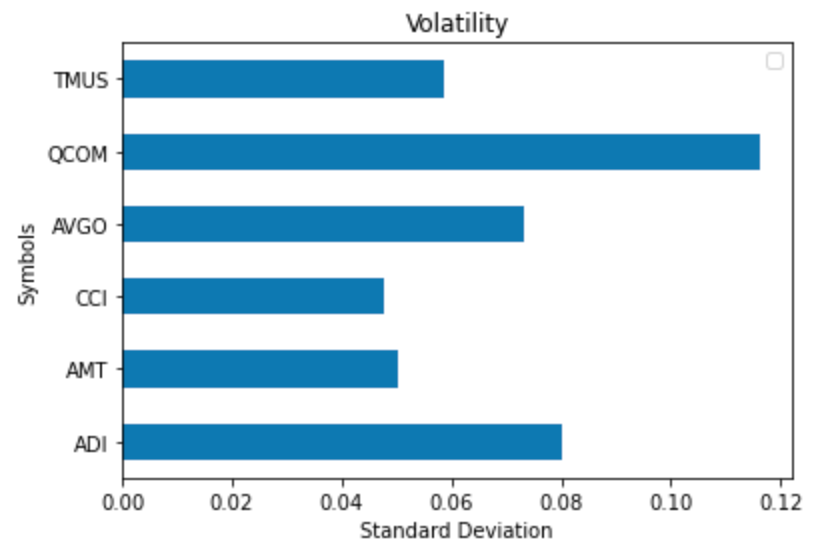 Volatility
TMUS
QCOM
AVGO
CCI
AMT
ADI
Symbols
0.00 0.02 0.04 0.06 0.08 0.10 0.12
Standard Deviation